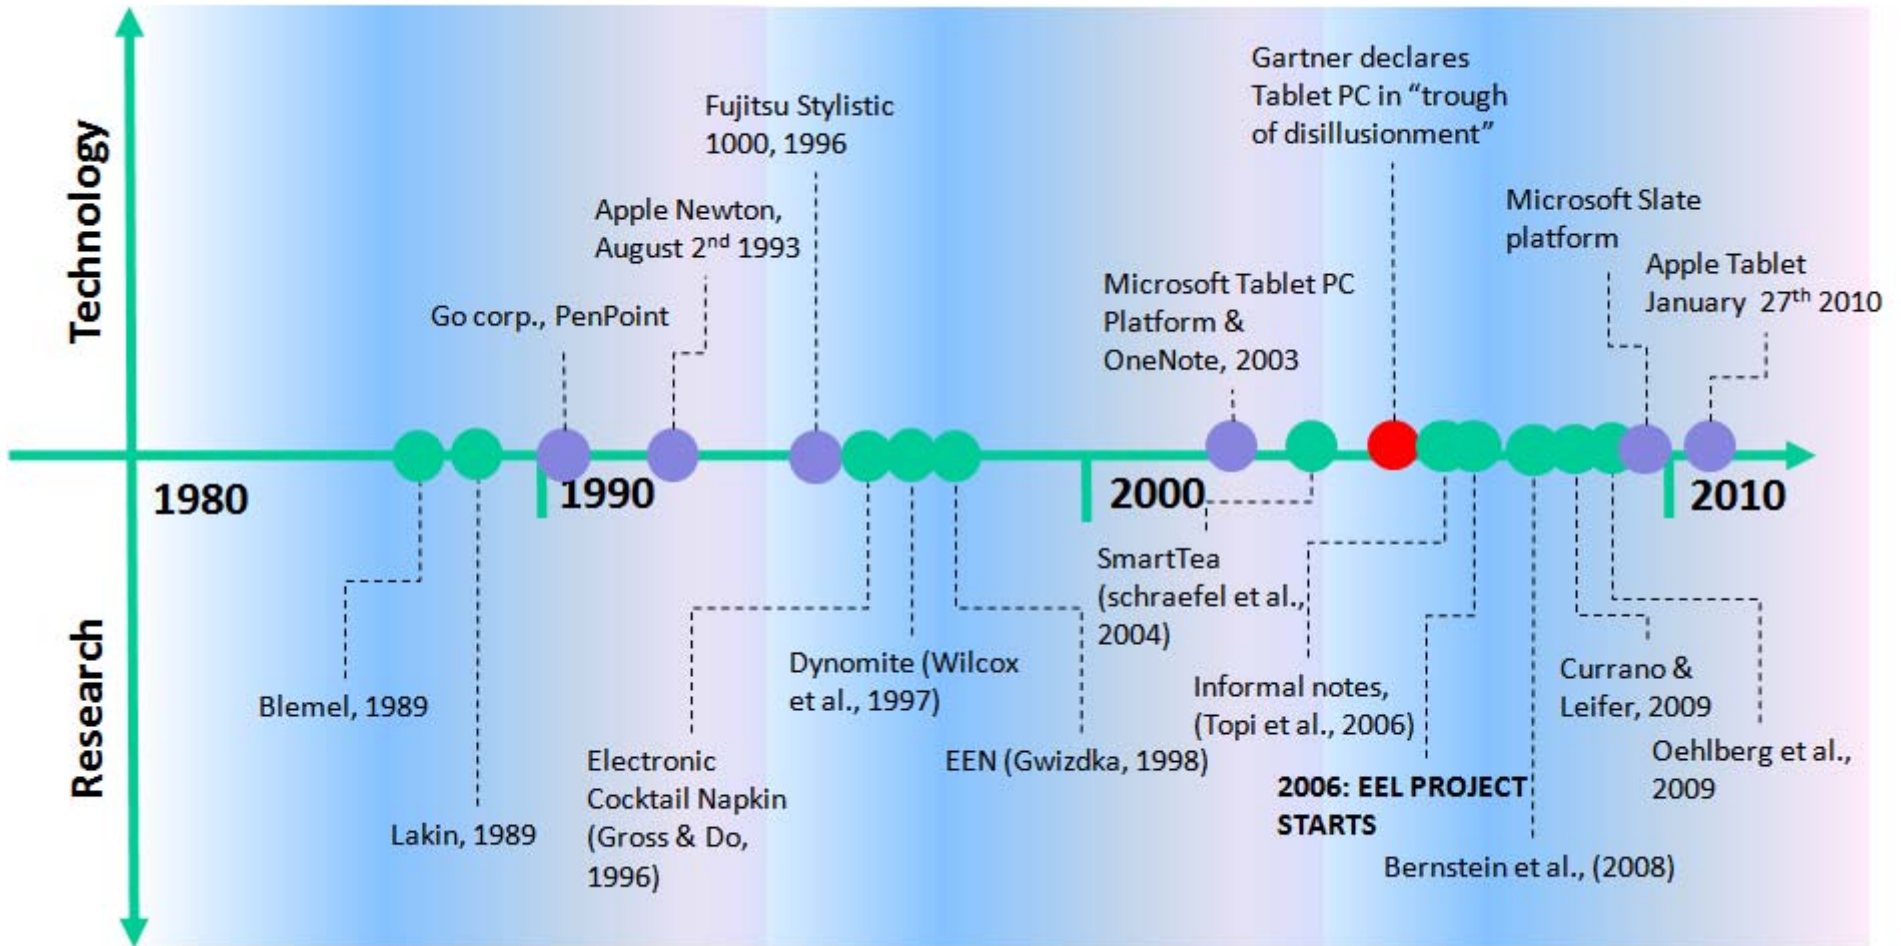 Technology
Research
Gartner declares
Tablet PC in “trough
of disillusionment”
Fujitsu Stylistic
1000, 1996
Apple Newton,
August 2nd 1993
Go corp., PenPoint
Microsoft Tablet PC
Platform &
OneNote, 2003
Microsoft Slate
platform
Apple Tablet
January 27th 2010
1980
1990
2000
2010
Blemel, 1989
Lakin, 1989
Electronic
Cocktail Napkin
(Gross & Do,
1996)
Dynomite (Wilcox
et al., 1997)
EEN (Gwizdka, 1998)
SmartTea
(schraefel et al.,
2004)
Informal notes,
(Topi et al., 2006)
2006: EEL PROJECT
STARTS
Bernstein et al., (2008)
Currano &
Leifer, 2009
Oehlberg et al.,
2009